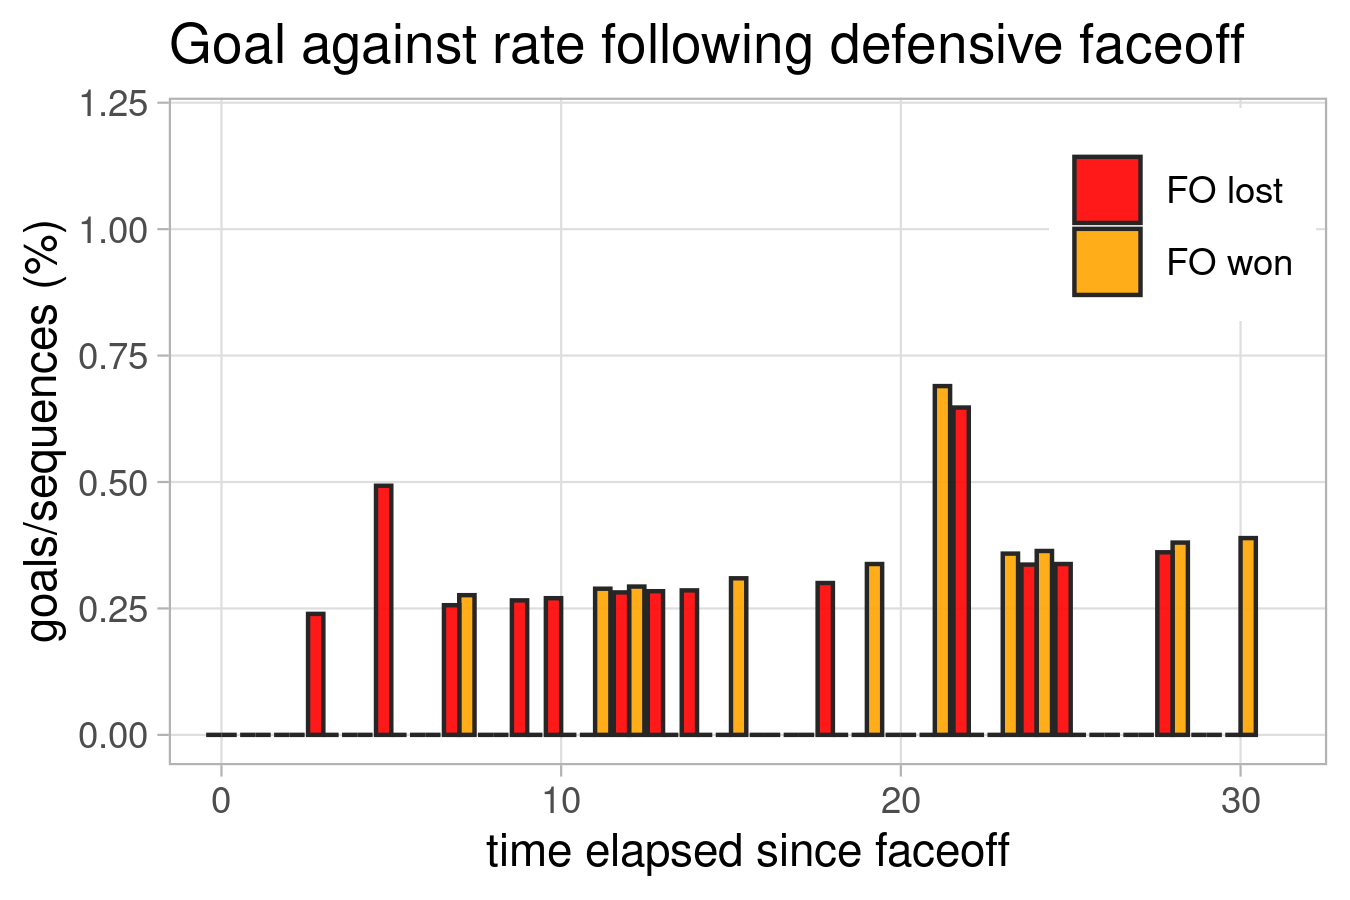 Goal against rate following defensive faceoff
1.25
1.00
0.75
0.50
0.25
0.00
goals/sequences (%)
FO lost
FO won
0 10 20 30
time elapsed since faceoff